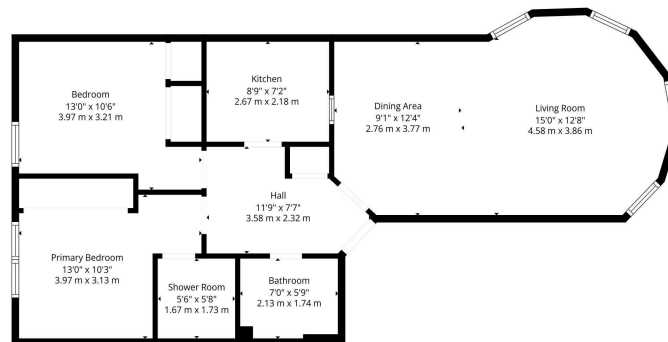 Bedroom
13'0" x 10'6"
3.97 m x 3.21 m
Kitchen
8'9" x 7'2"
2.67 m x 2.18 m
Dining Area
9'1" x 12'4"
2.76 m x 3.77 m
Living Room
15'0" x 12'8"
4.58 m x 3.86 m
Hall
11'9" x 7'7"
3.58 m x 2.32 m
Primary Bedroom
13'0" x 10'3"
3.97 m x 3.13 m
Shower Room
5'6" x 5'8"
1.67 m x 1.73 m
Bathroom
7'0" x 5'9"
2.13 m x 1.74 m